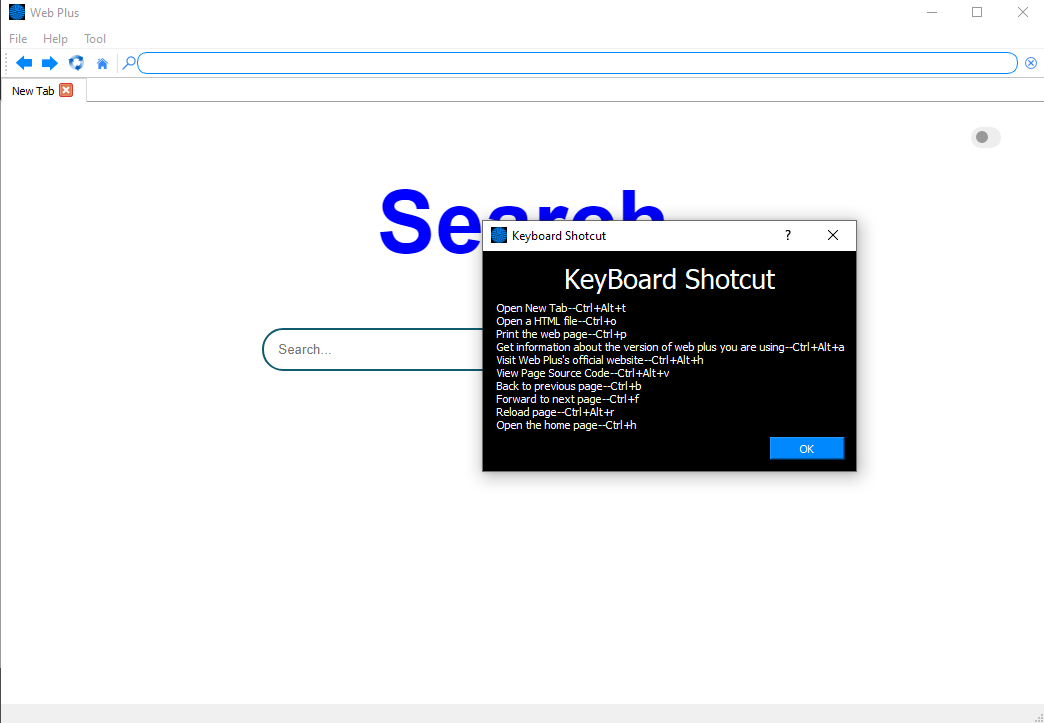 Web Plus
File Help Tool
New Tab
Search
Keyboard Shotcut
?
KeyBoard Shotcut
Open New Tab--Ctrl+Alt+t
Open a HTML file--Ctrl+o
Print the web page--Ctrl+p
Get information about the version of web plus you are using--Ctrl+Alt+a
Visit Web Plus's official website--Ctrl+Alt+h
View Page Source Code--Ctrl+Alt+v
Back to previous page--Ctrl+b
Forward to next page--Ctrl+f
Reload page--Ctrl+Alt+r
Open the home page--Ctrl+h
OK
Search...